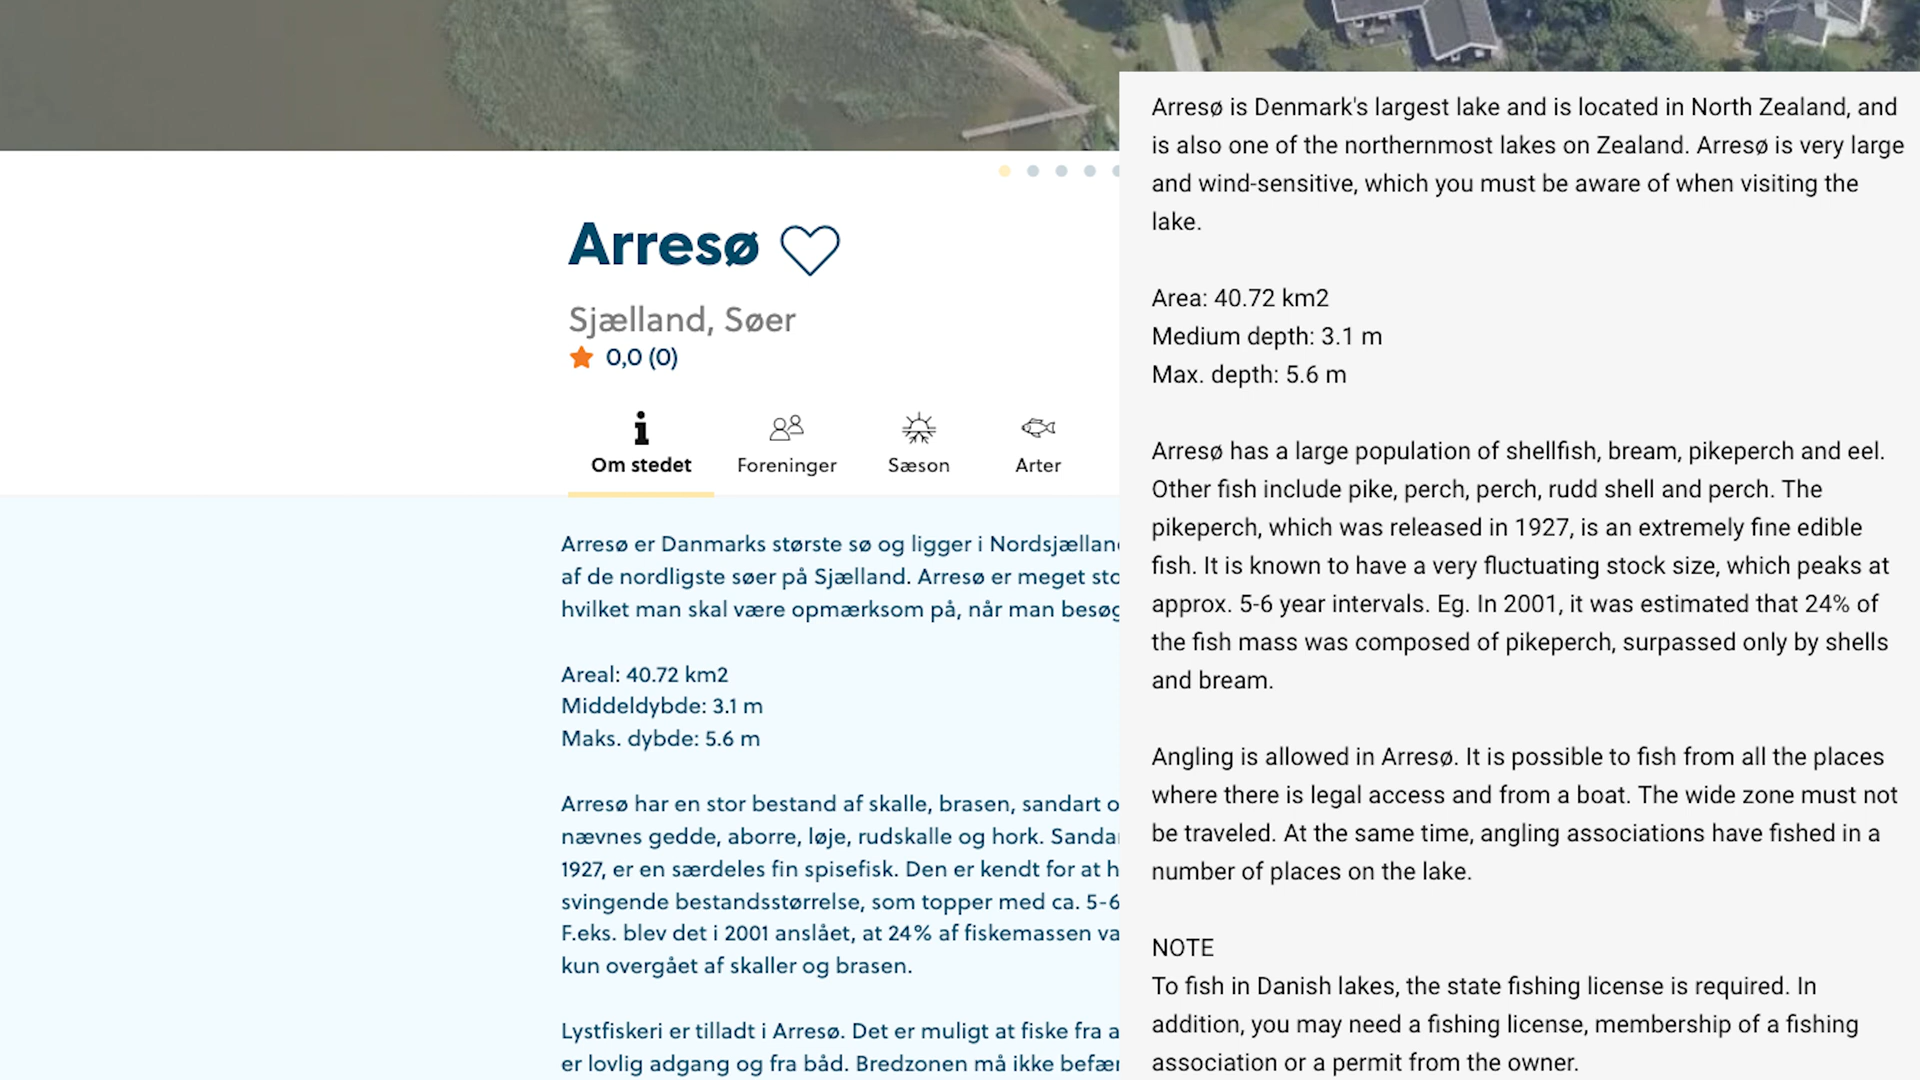 Arresø
Sjælland, Søer
0,0 (0)
Om stedet
Foreninger
Sæson
Arter
Arresø er Danmarks største sø og ligger i
af de nordligste søer på Sjælland. Arresø er meget
hvilket man skal være opmærksom på, når man
Areal: 40.72 km2
Middeldybde: 3.1 m
Maks. dybde: 5.6 m
Arresø har en stor bestand af skalle, brasen, sandart
nævnes gedde, aborre, løje, rudskalle og hork.
1927, er en særdeles fin spisefisk. Den er kendt for at
svingende bestandsstørrelse, som topper med ca. 5-6
F.eks. blev det i 2001 anslået, at 24% af fiskemassen
kun overgået af skaller og brasen.
Lystfiskeri er tilladt i Arresø. Det er muligt at fiske fra
er lovlig adgang og fra båd. Bredzonen må ikke
Arresø is Denmark's largest lake and is located in North Zealand, and
is also one of the northernmost lakes on Zealand. Arresø is very large
and wind-sensitive, which you must be aware of when visiting the
lake.
Area: 40.72 km2
Medium depth: 3.1 m
Max. depth: 5.6 m
Arresø has a large population of shellfish, bream, pikeperch and eel.
Other fish include pike, perch, perch, rudd shell and perch. The
pikeperch, which was released in 1927, is an extremely fine edible
fish. It is known to have a very fluctuating stock size, which peaks at
approx. 5-6 year intervals. Eg. In 2001, it was estimated that 24% of
the fish mass was composed of pikeperch, surpassed only by shells
and bream.
Angling is allowed in Arresø. It is possible to fish from all the places
where there is legal access and from a boat. The wide zone must not
be traveled. At the same time, angling associations have fished in a
number of places on the lake.
NOTE
To fish in Danish lakes, the state fishing license is required. In
addition, you may need a fishing license, membership of a fishing
association or a permit from the owner.